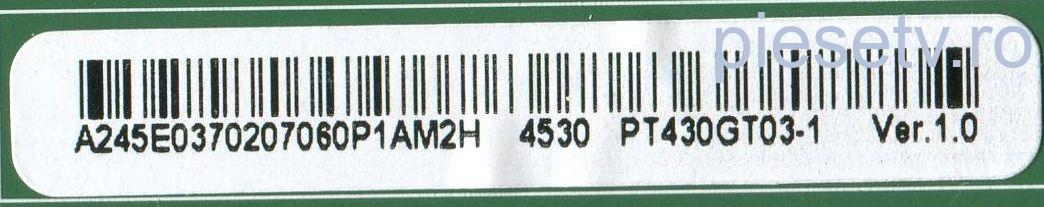 piesetv.ro
A245E0370207060P1AM2H 4530 PT430GT03-1 Ver.1.0